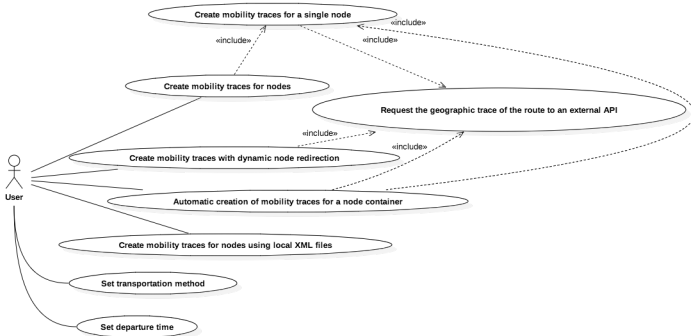 Create mobility traces for a single node
«include»
«include»
«include»
Create mobility traces for nodes
Request the geographic trace of the route to an external API
«include»
«include»
Create mobility traces with dynamic node redirection
User
Automatic creation of mobility traces for a node container
Create mobility traces for nodes using local XML files
Set transportation method
Set departure time